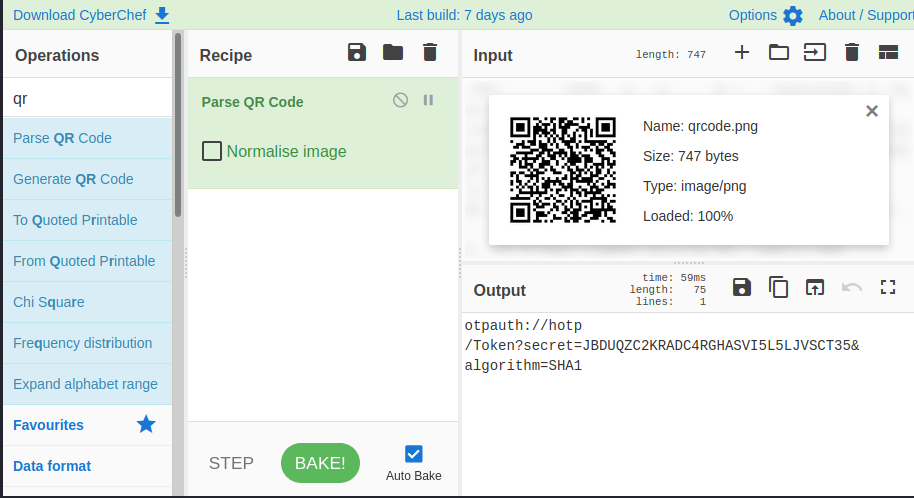 Download CyberChef
Last build: 7 days ago
Options
About / Suppor
Operations
qr
Parse QR Code
Generate QR Code
To Quoted Printable
From Quoted Printable
Chi Square
Frequency distribution
Expand alphabet range
Favourites
Data format
Recipe
Parse QR Code
Normalise image
STEP
BAKE!
Auto Bake
Input
length: 747
Name: qrcode.png
Size: 747 bytes
Type: image/png
Loaded: 100%
Output
time: 59ms
length: 75
lines: 1
otpauth://hotp
/Token?secret=JBDUQZC2KRADC4RGHASVI5L5LJVSCT35&
algorithm=SHA1